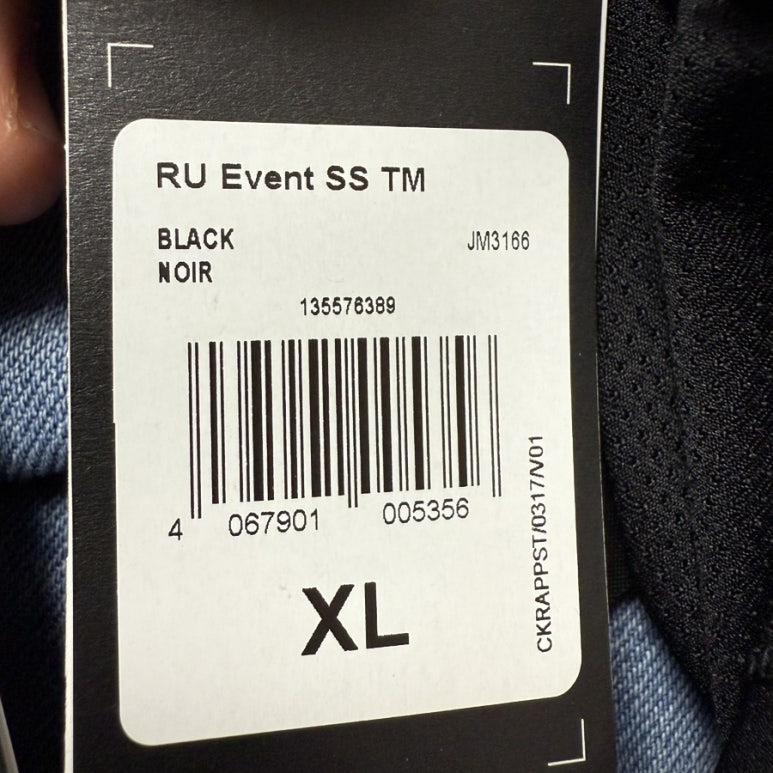 RU Event SS TM
BLACK
NOIR
JM3166
135576389
4 067901 005356
XL
CKRAPPST/0317/V01